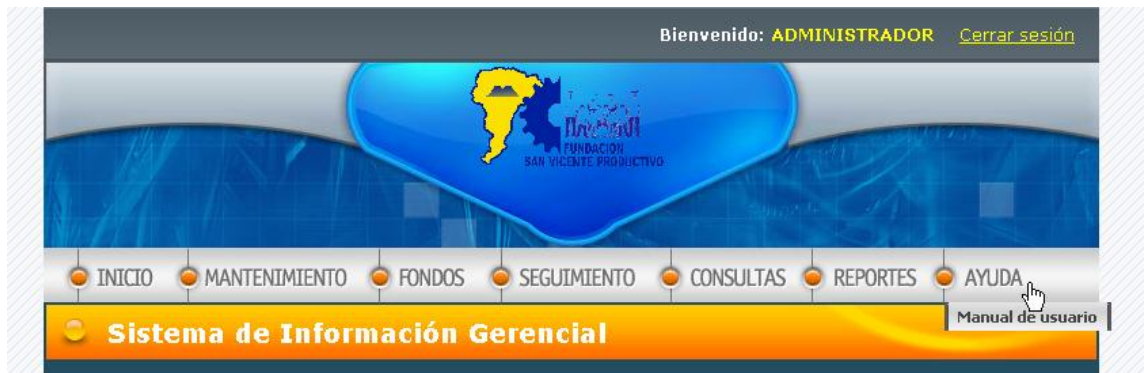 Bienvenido: ADMINISTRADOR Cerrar sesión
FUNDACION
SAN VICENTE PRODUCTIVO
INICIO MANTENIMIENTO FONDOS SEGUIMIENTO CONSULTAS REPORTES AYUDA
Manual de usuario
Sistema de Información Gerencial